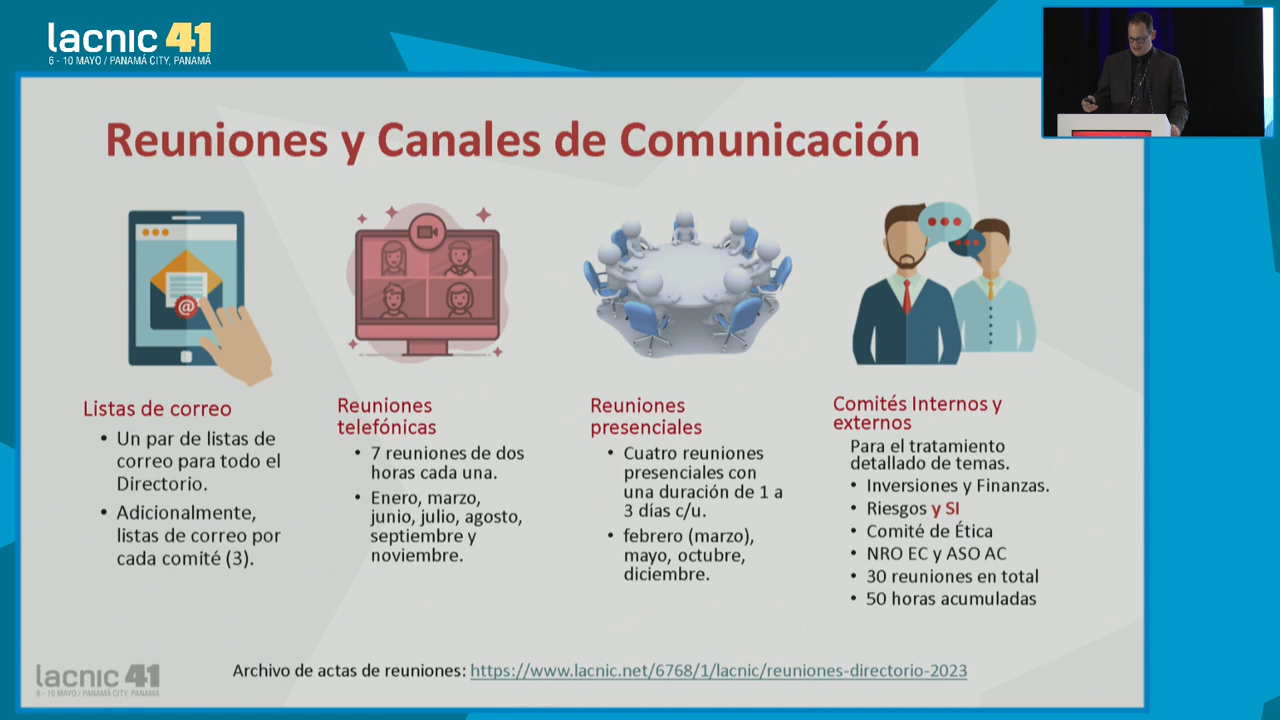 lacnic 41
6 - 10 MAYO / PANAMÁ CITY, PANAMÁ
Reuniones y Canales de Comunicación
@
Listas de correo
• Un par de listas de
correo para todo el
Directorio.
• Adicionalmente,
listas de correo por
cada comité (3).
Reuniones
telefónicas
• 7 reuniones de dos
horas cada una.
• Enero, marzo,
junio, julio, agosto,
septiembre y
noviembre.
Reuniones
presenciales
• Cuatro reuniones
presenciales con
una duración de 1 a
3 días c/u.
• febrero (marzo),
mayo, octubre,
diciembre.
Comités Internos y
externos
Para el tratamiento
detallado de temas.
• Inversiones y Finanzas.
• Riesgos y SI
• Comité de Ética
• NRO EC y ASO AC
• 30 reuniones en total
• 50 horas acumuladas
lacnic 41
6 - 10 MAYO / PANAMÁ CITY, PANAMÁ
Archivo de actas de reuniones: https://www.lacnic.net/6768/1/lacnic/reuniones-directorio-2023